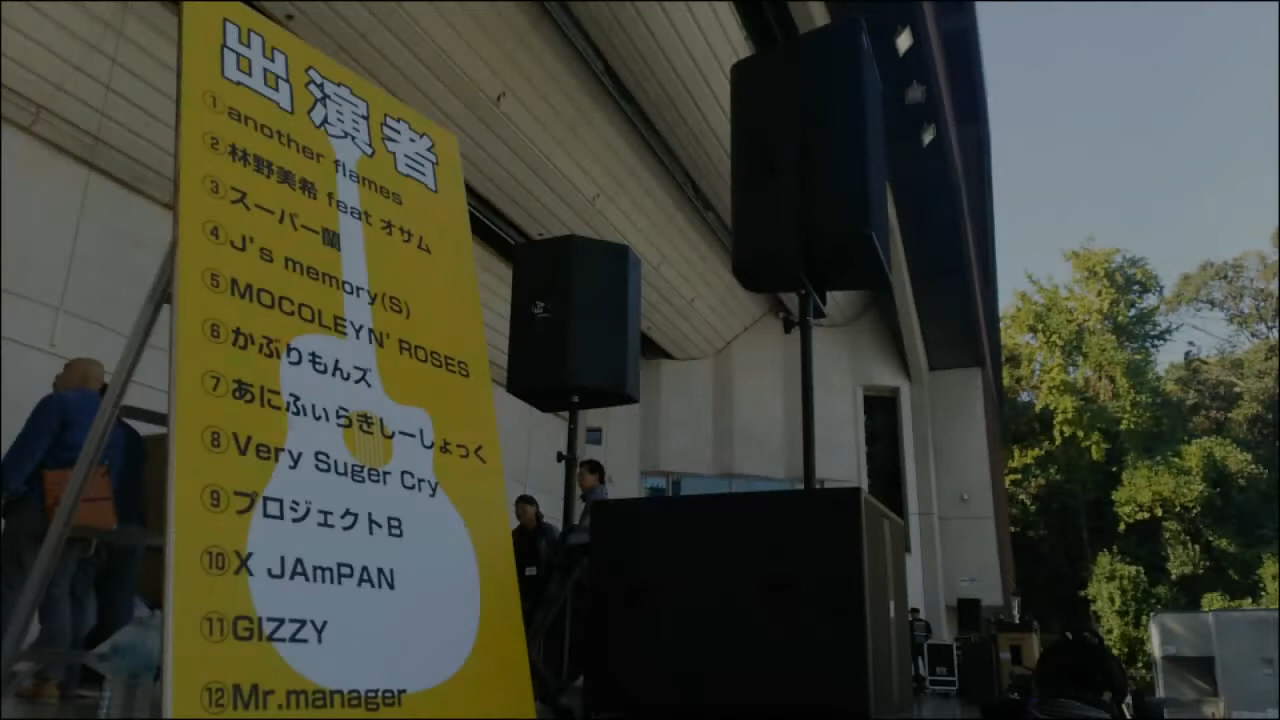 出演者
①another flames
②林野美希 feat オサム
③スーパー蘭
④J's memory(S)
⑤MOCOLEYN' ROSES
⑥かぶりもんズ
⑦あにふぃらきしーしょっく
⑧Very Suger Cry
⑨プロジェクトB
⑩X JAmPAN
⑪GIZZY
⑫Mr.manager